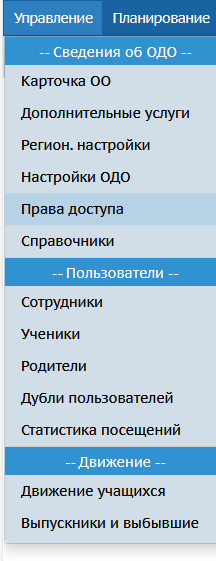 Управление Планирование
-- Сведения об ОДО --
Карточка ОО
Дополнительные услуги
Регион. настройки
Настройки ОДО
Права доступа
Справочники
-- Пользователи --
Сотрудники
Ученики
Родители
Дубли пользователей
Статистика посещений
-- Движение --
Движение учащихся
Выпускники и выбывшие